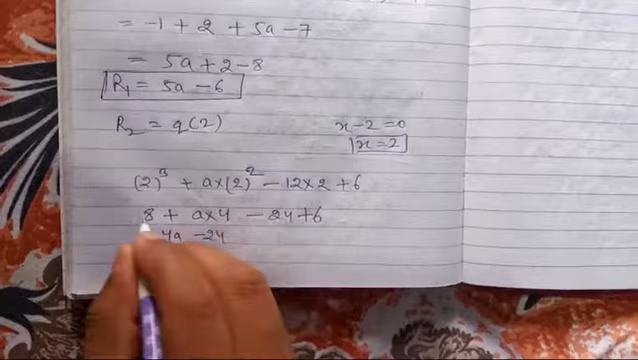 = -1 + 2 + 5a - 7
= 5a + 2 - 8
R₁ = 5a - 6
R₂ = q(2)
x - 2 = 0
x = 2
(2)³ + a×(2)² - 12×2 + 6
8 + a×4 - 24 + 6
4a - 24